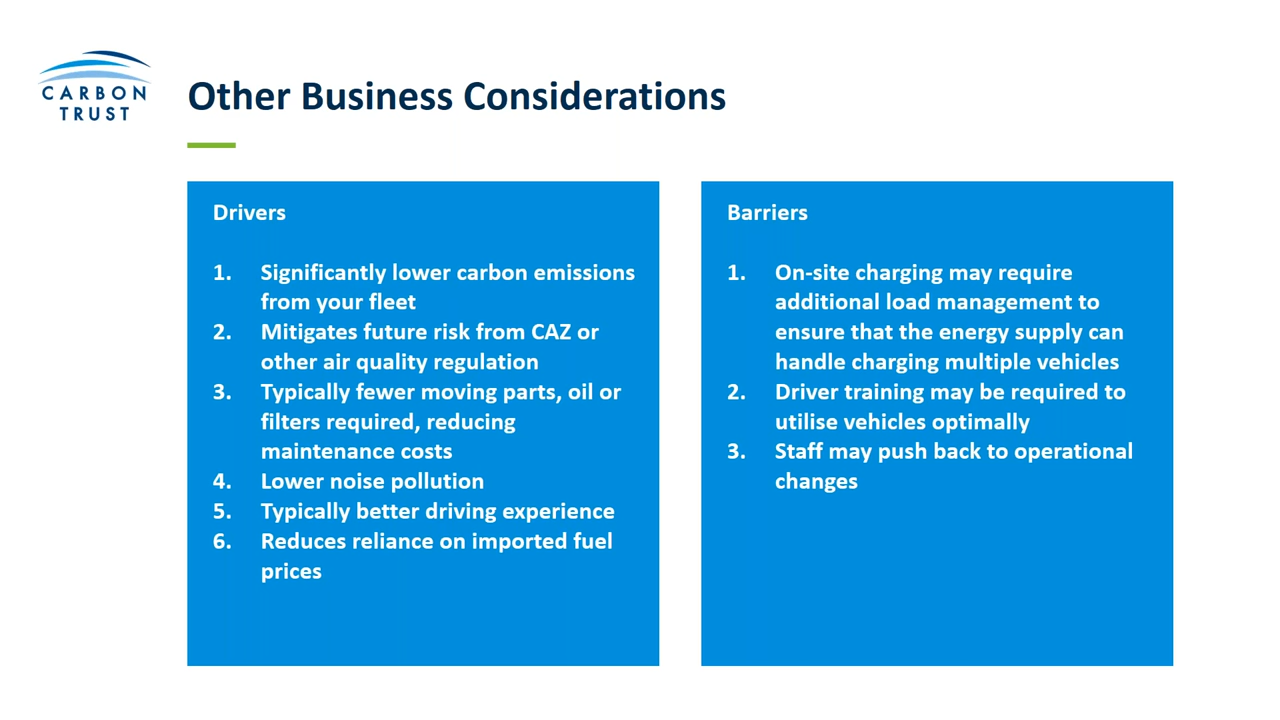 CARBON
TRUST
Other Business Considerations
Drivers
1. Significantly lower carbon emissions
from your fleet
2. Mitigates future risk from CAZ or
other air quality regulation
3. Typically fewer moving parts, oil or
filters required, reducing
maintenance costs
4. Lower noise pollution
5. Typically better driving experience
6. Reduces reliance on imported fuel
prices
Barriers
1. On-site charging may require
additional load management to
ensure that the energy supply can
handle charging multiple vehicles
2. Driver training may be required to
utilise vehicles optimally
3. Staff may push back to operational
changes